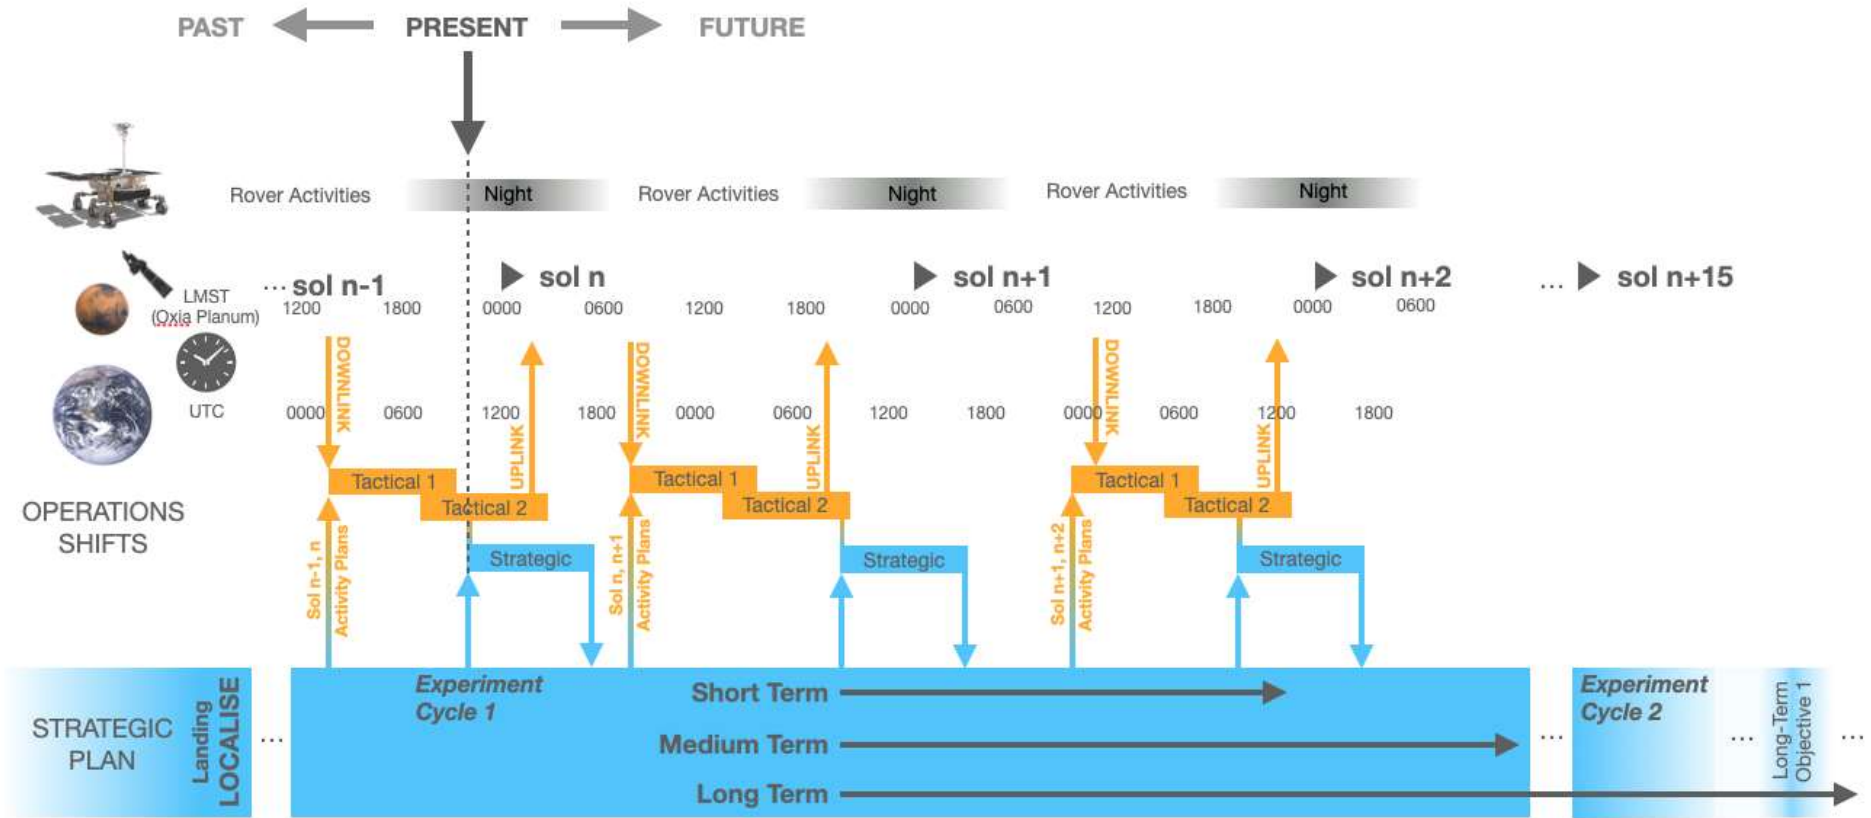 PAST PRESENT FUTURE
Rover Activities Night Rover Activities Night Rover Activities Night
... sol n-1 sol n sol n+1 sol n+2 ... sol n+15
LMST
(Oxia Planum)
1200 1800 0000 0600 1200 1800 0000 0600 1200 1800 0000 0600
UTC
0000 0600 1200 1800 0000 0600 1200 1800 0000 0600 1200 1800
DOWNLINK
UPLINK
DOWNLINK
UPLINK
DOWNLINK
UPLINK
OPERATIONS
SHIFTS
Tactical 1 Tactical 1 Tactical 1
Tactical 2 Tactical 2 Tactical 2
Strategic Strategic Strategic
Sol n-1, n
Activity Plans
Sol n, n+1
Activity Plans
Sol n+1, n+2
Activity Plans
STRATEGIC
PLAN
Landing
LOCALISE
...
Experiment
Cycle 1
Short Term
Medium Term
Long Term
...
Experiment
Cycle 2
...
Long-Term
Objective 1
...